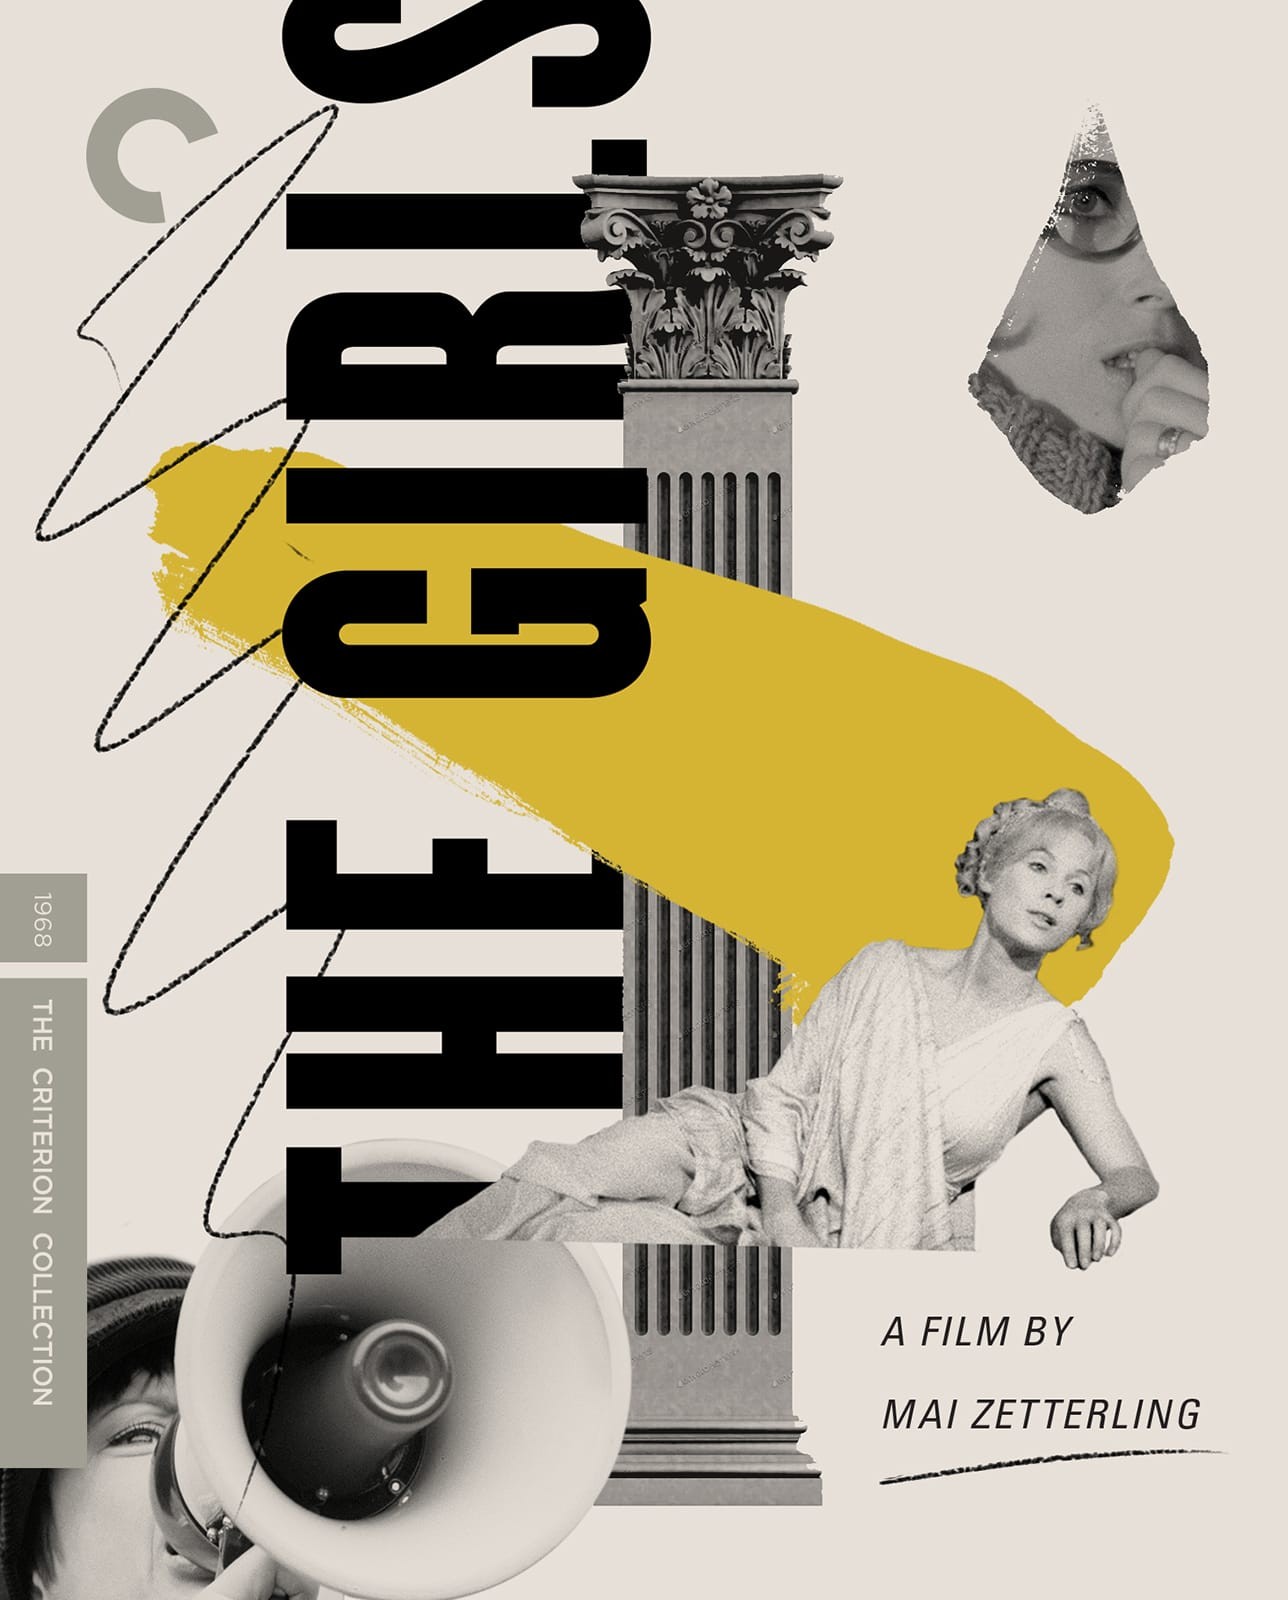 THE GIRLS
1968
THE CRITERION COLLECTION
A FILM BY
MAI ZETTERLING